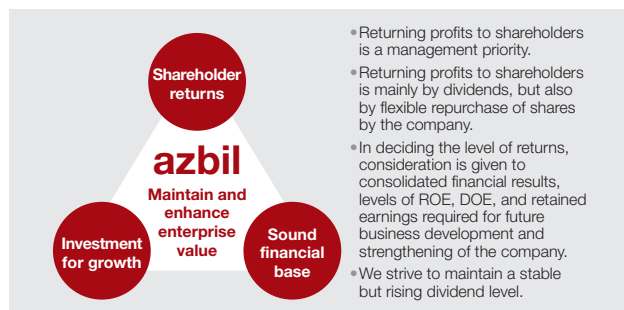 Shareholder
returns
azbil
Maintain and
enhance
enterprise
value
Investment
for growth
Sound
financial
base
•Returning profits to shareholders
is a management priority.
•Returning profits to shareholders
is mainly by dividends, but also
by flexible repurchase of shares
by the company.
•In deciding the level of returns,
consideration is given to
consolidated financial results,
levels of ROE, DOE, and retained
earnings required for future
business development and
strengthening of the company.
•We strive to maintain a stable
but rising dividend level.